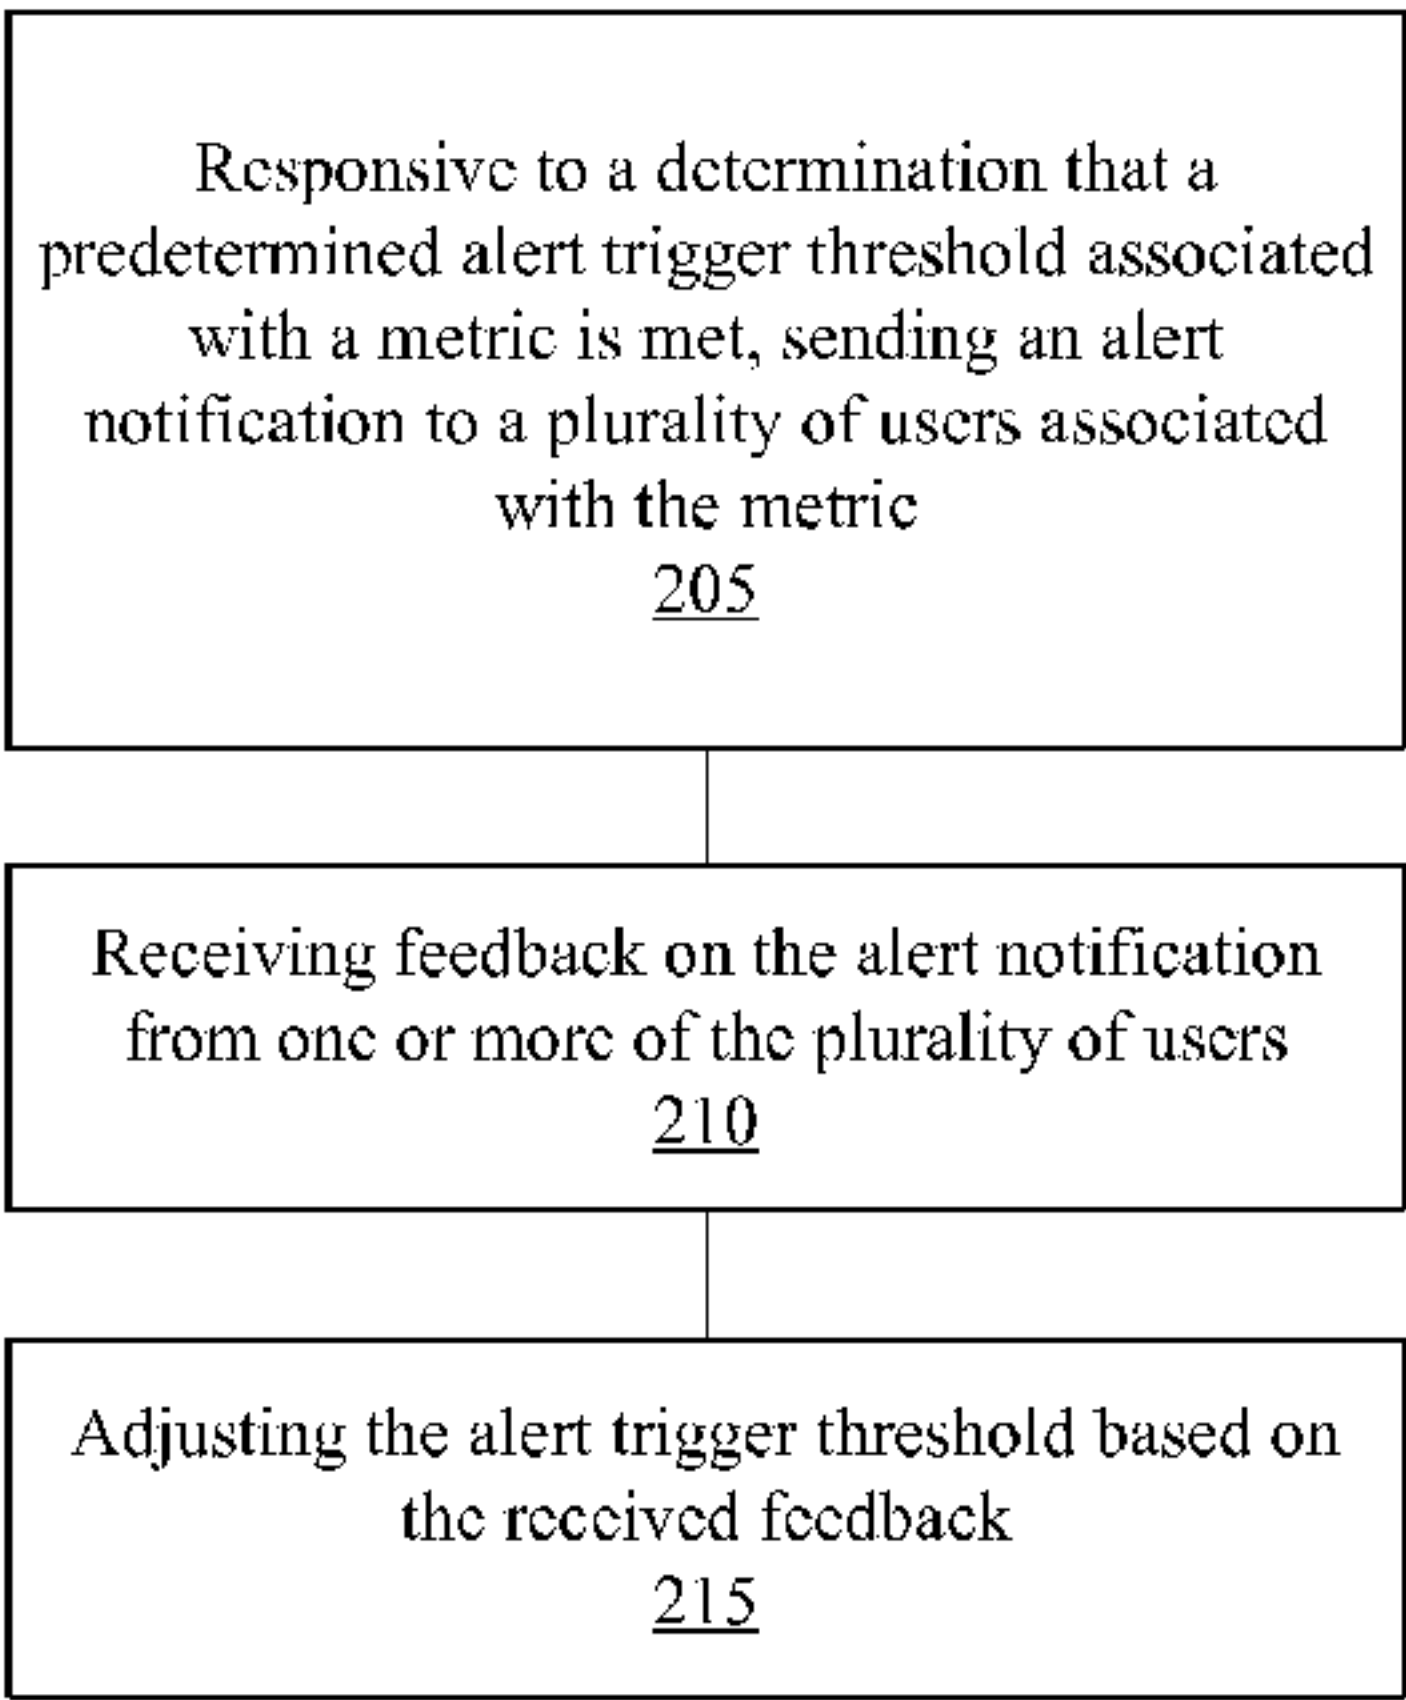 Responsive to a determination that a
predetermined alert trigger threshold associated
with a metric is met, sending an alert
notification to a plurality of users associated
with the metric
205
Receiving feedback on the alert notification
from one or more of the plurality of users
210
Adjusting the alert trigger threshold based on
the received feedback
215